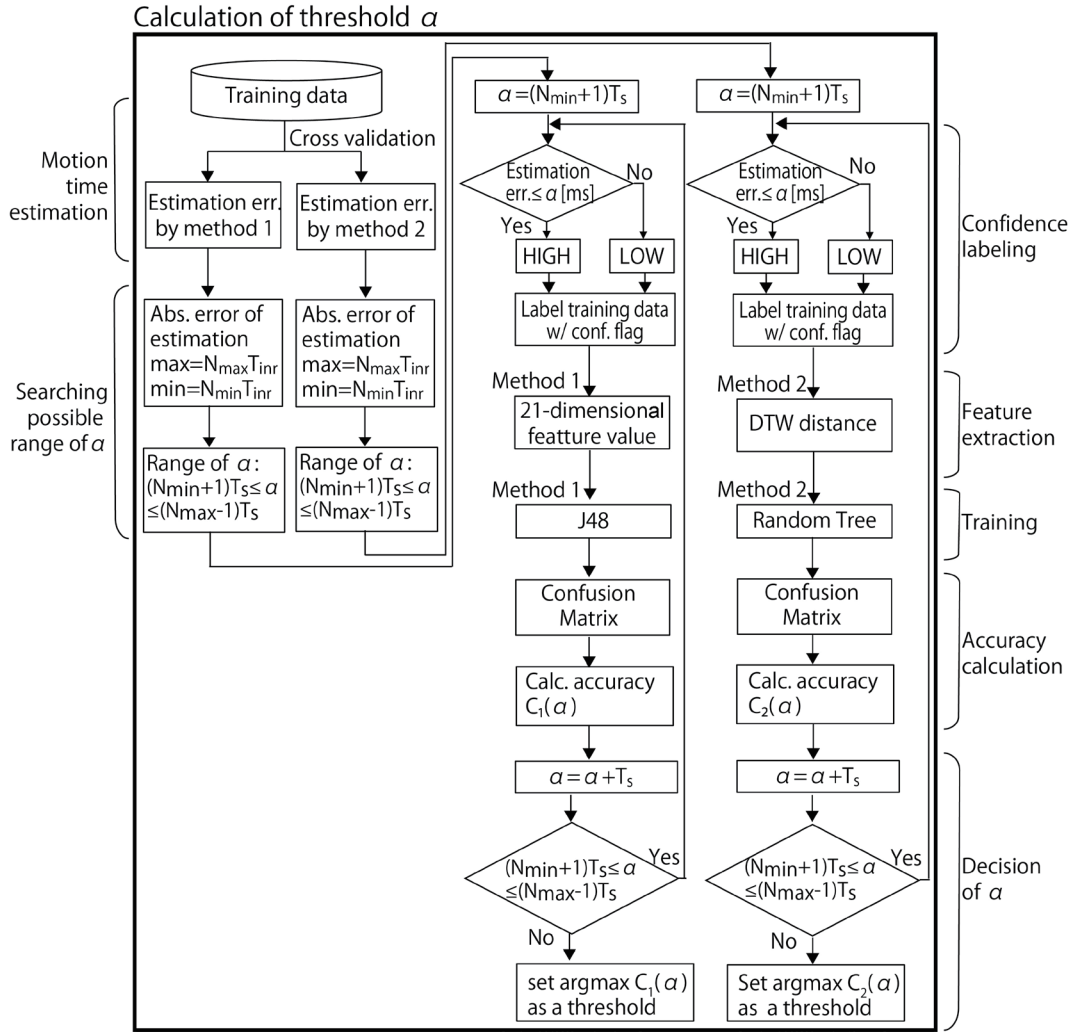 Calculation of threshold α
Training data
Cross validation
Motion
time
estimation
Estimation err.
by method 1
Estimation err.
by method 2
Searching
possible
range of α
Abs. error of
estimation
max=NmaxTinr
min=NminTinr
Abs. error of
estimation
max=NmaxTinr
min=NminTinr
Range of α:
(Nmin+1)Ts≤α
≤(Nmax-1)Ts
Range of α:
(Nmin+1)Ts≤α
≤(Nmax-1)Ts
α=(Nmin+1)Ts
Estimation
err.≤ α [ms]
No
Yes
HIGH
LOW
Label training data
w/ conf. flag
Method 1
21-dimensional
featture value
Method 1
J48
Confusion
Matrix
Calc. accuracy
C1(α)
α = α +Ts
(Nmin+1)Ts≤α
≤(Nmax-1)Ts
Yes
No
set argmax C1(α)
as a threshold
α=(Nmin+1)Ts
Estimation
err.≤ α [ms]
No
Yes
HIGH
LOW
Label training data
w/ conf. flag
Method 2
DTW distance
Method 2
Random Tree
Confusion
Matrix
Calc. accuracy
C2(α)
α = α +Ts
(Nmin+1)Ts≤α
≤(Nmax-1)Ts
Yes
No
Set argmax C2(α)
as a threshold
Confidence
labeling
Feature
extraction
Training
Accuracy
calculation
Decision
of α